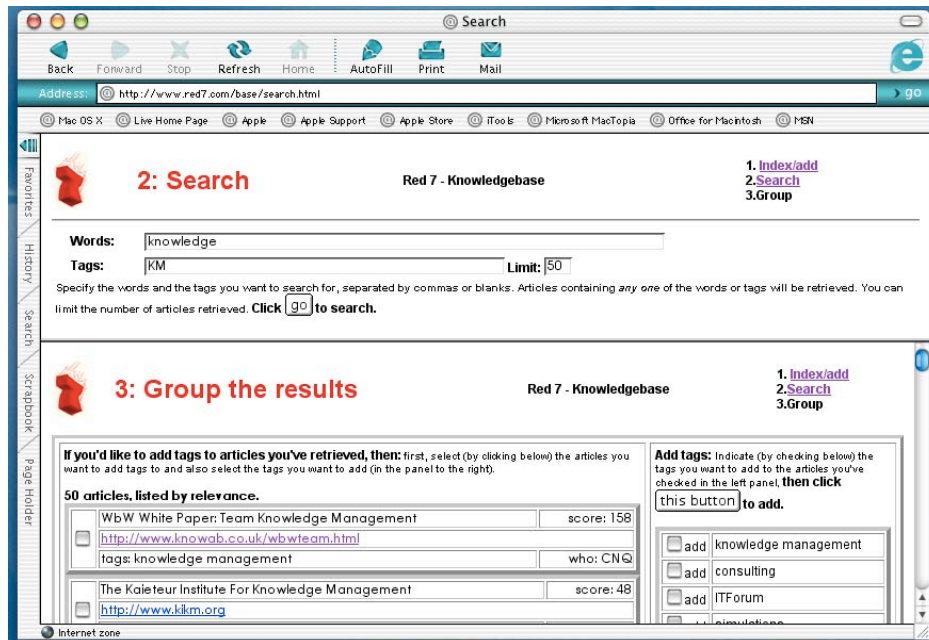 Search
Back Forward Stop Refresh Home AutoFill Print Mail
Address: http://www.red7.com/base/search.html go
Mac OS X Live Home Page Apple Apple Support Apple Store iTools Microsoft MacTopia Office for Macintosh MSN
Favorites
History
Search
Scrapbook
Page Holder
2: Search
Red 7 - Knowledgebase
1. Index/add
2.Search
3.Group
Words: knowledge
Tags: KM Limit: 50
Specify the words and the tags you want to search for, separated by commas or blanks. Articles containing any one of the words or tags will be retrieved. You can
limit the number of articles retrieved. Click go to search.
3: Group the results
Red 7 - Knowledgebase
1. Index/add
2.Search
3.Group
If you'd like to add tags to articles you've retrieved, then: first, select (by clicking below) the articles you
want to add tags to and also select the tags you want to add (in the panel to the right).
50 articles, listed by relevance.
WbW White Paper: Team Knowledge Management score: 158
http://www.knowab.co.uk/wbwteam.html
tags: knowledge management who: CNQ
The Kaieteur Institute For Knowledge Management score: 48
http://www.kikm.org
Add tags: Indicate (by checking below) the
tags you want to add to the articles you've
checked in the left panel, then click
this button to add.
add knowledge management
add consulting
add ITForum
Internet zone